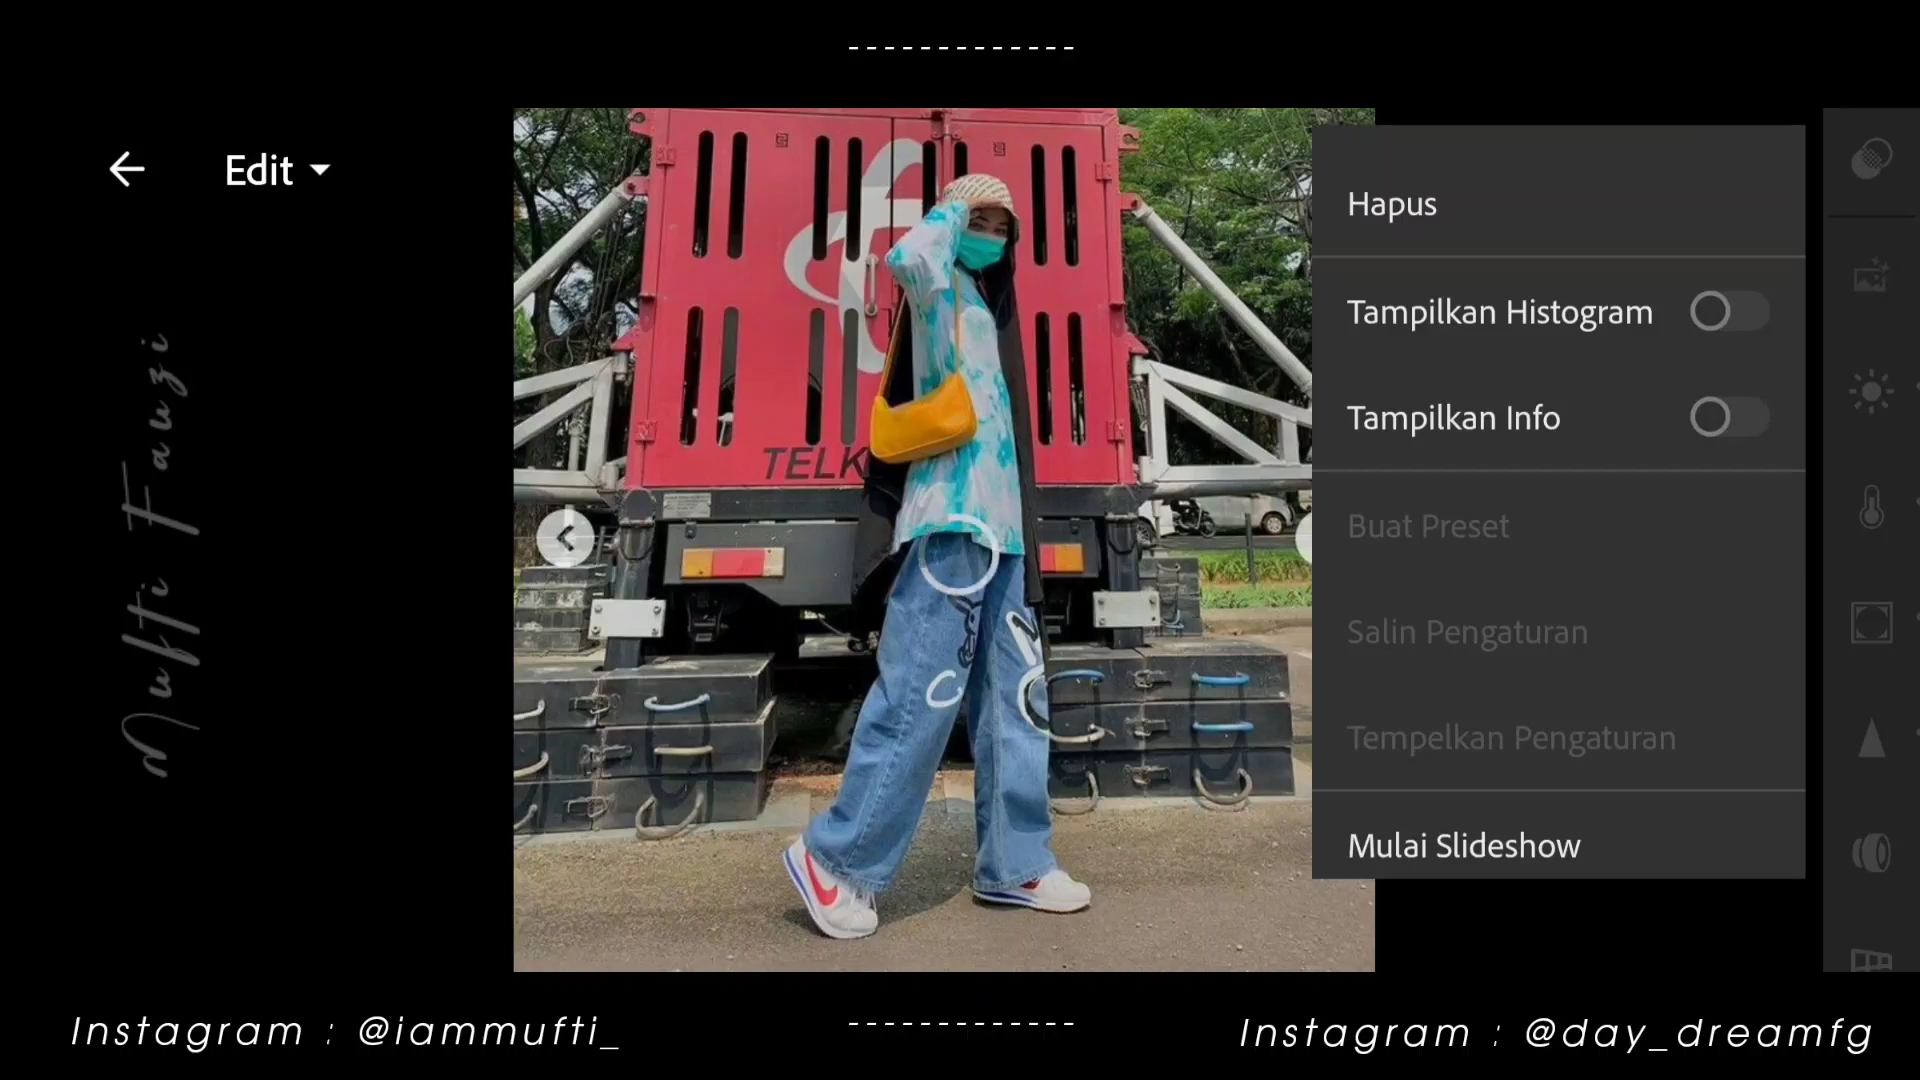 -------------
Edit
Hapus
Tampilkan Histogram
Tampilkan Info
Buat Preset
Salin Pengaturan
Tempelkan Pengaturan
Mulai Slideshow
Mufti Fauzi
TELK
C
Instagram : @iammufti_
-------------
Instagram : @day_dreamfg